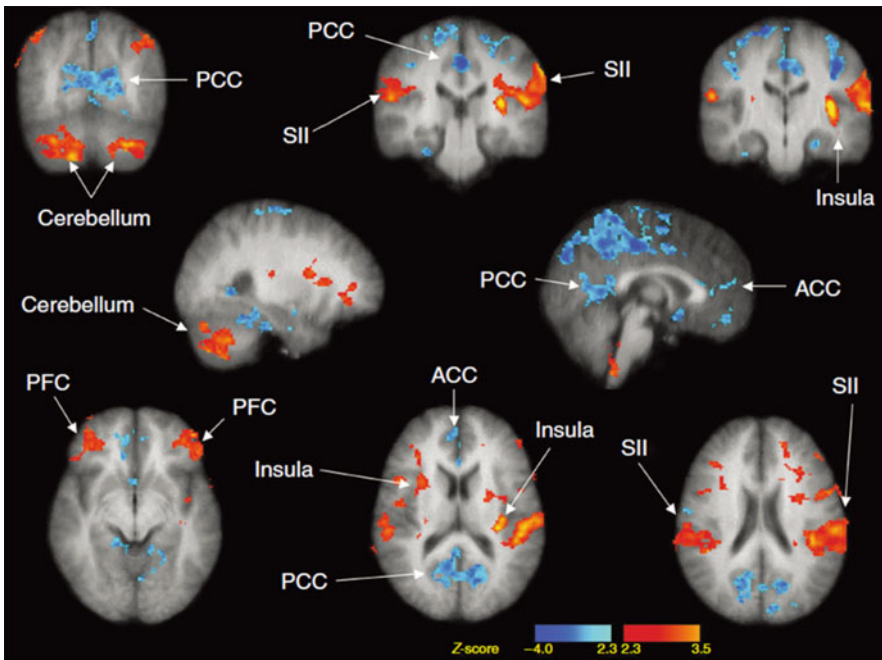 PCC
PCC
SII
SII
Insula
Cerebellum
Cerebellum
PCC
ACC
PFC
PFC
ACC
Insula
Insula
PCC
SII
SII
Z-score -4.0 2.3 2.3 3.5